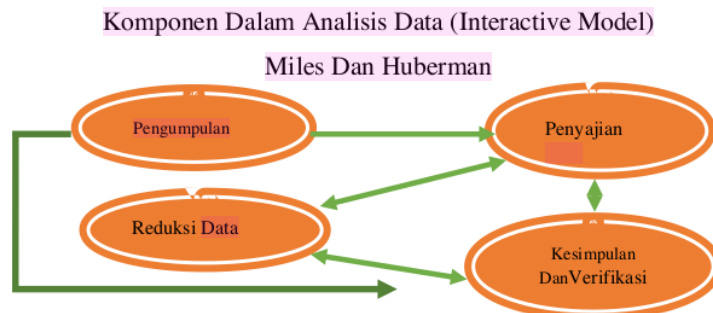 Komponen Dalam Analisis Data (Interactive Model)
Miles Dan Huberman
Pengumpulan
Penyajian
Reduksi Data
Kesimpulan
DanVerifikasi